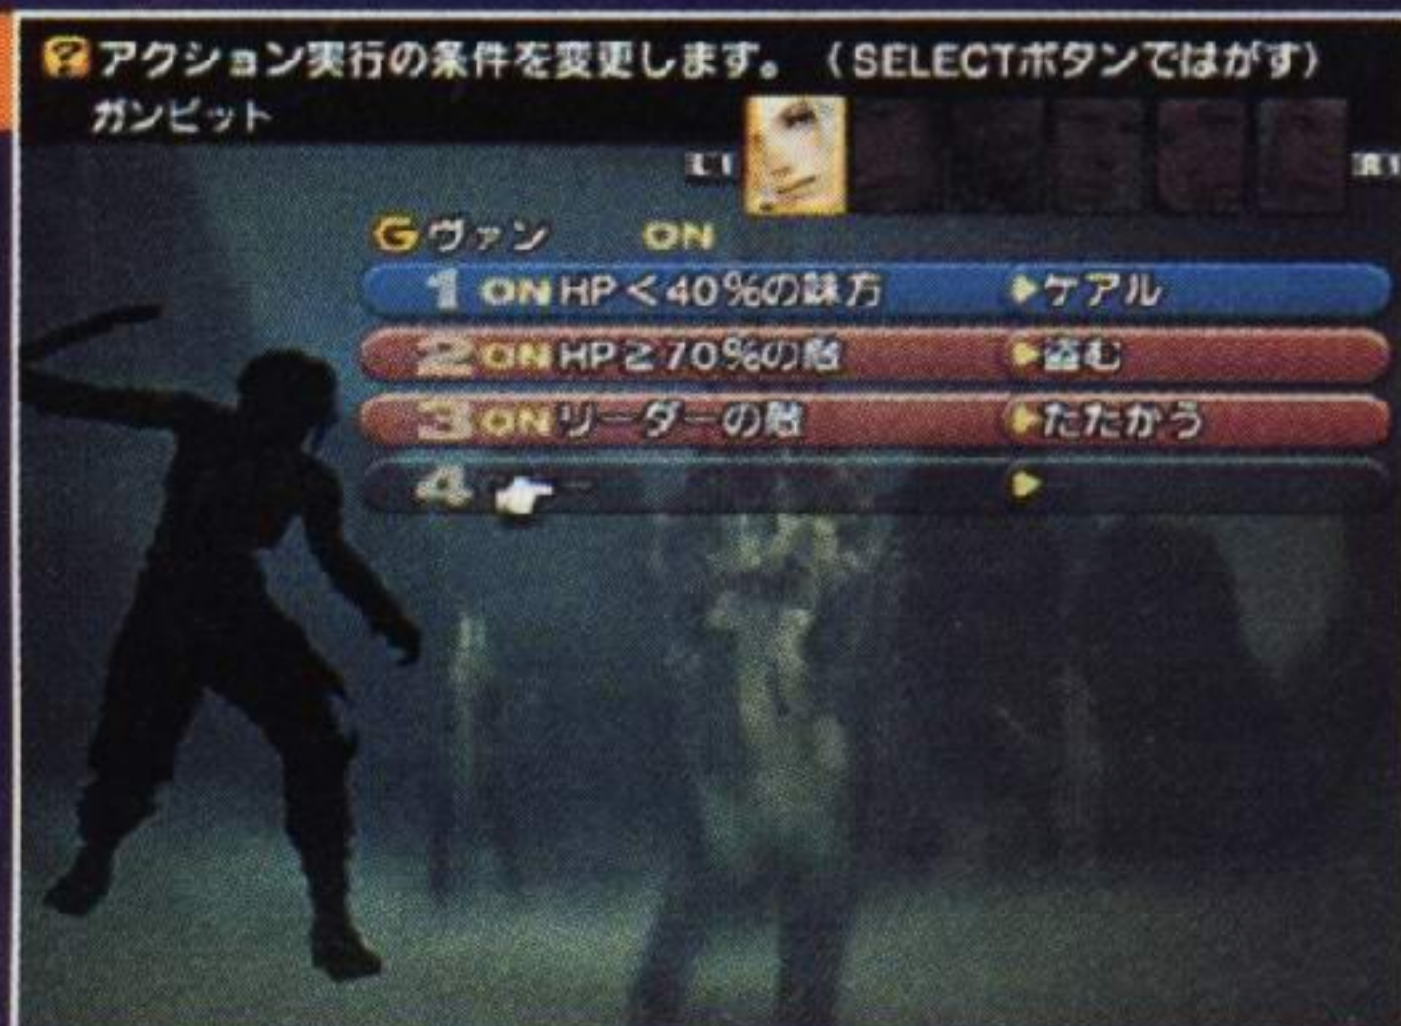 ?アクション実行の条件を変更します。（SELECTボタンではがす）
ガンビット
L1 R1
G ヴァン ON
1 ON HP＜40%の味方 ケアル
2 ON HP≧70%の敵 盗む
3 ON リーダーの敵 たたかう
4